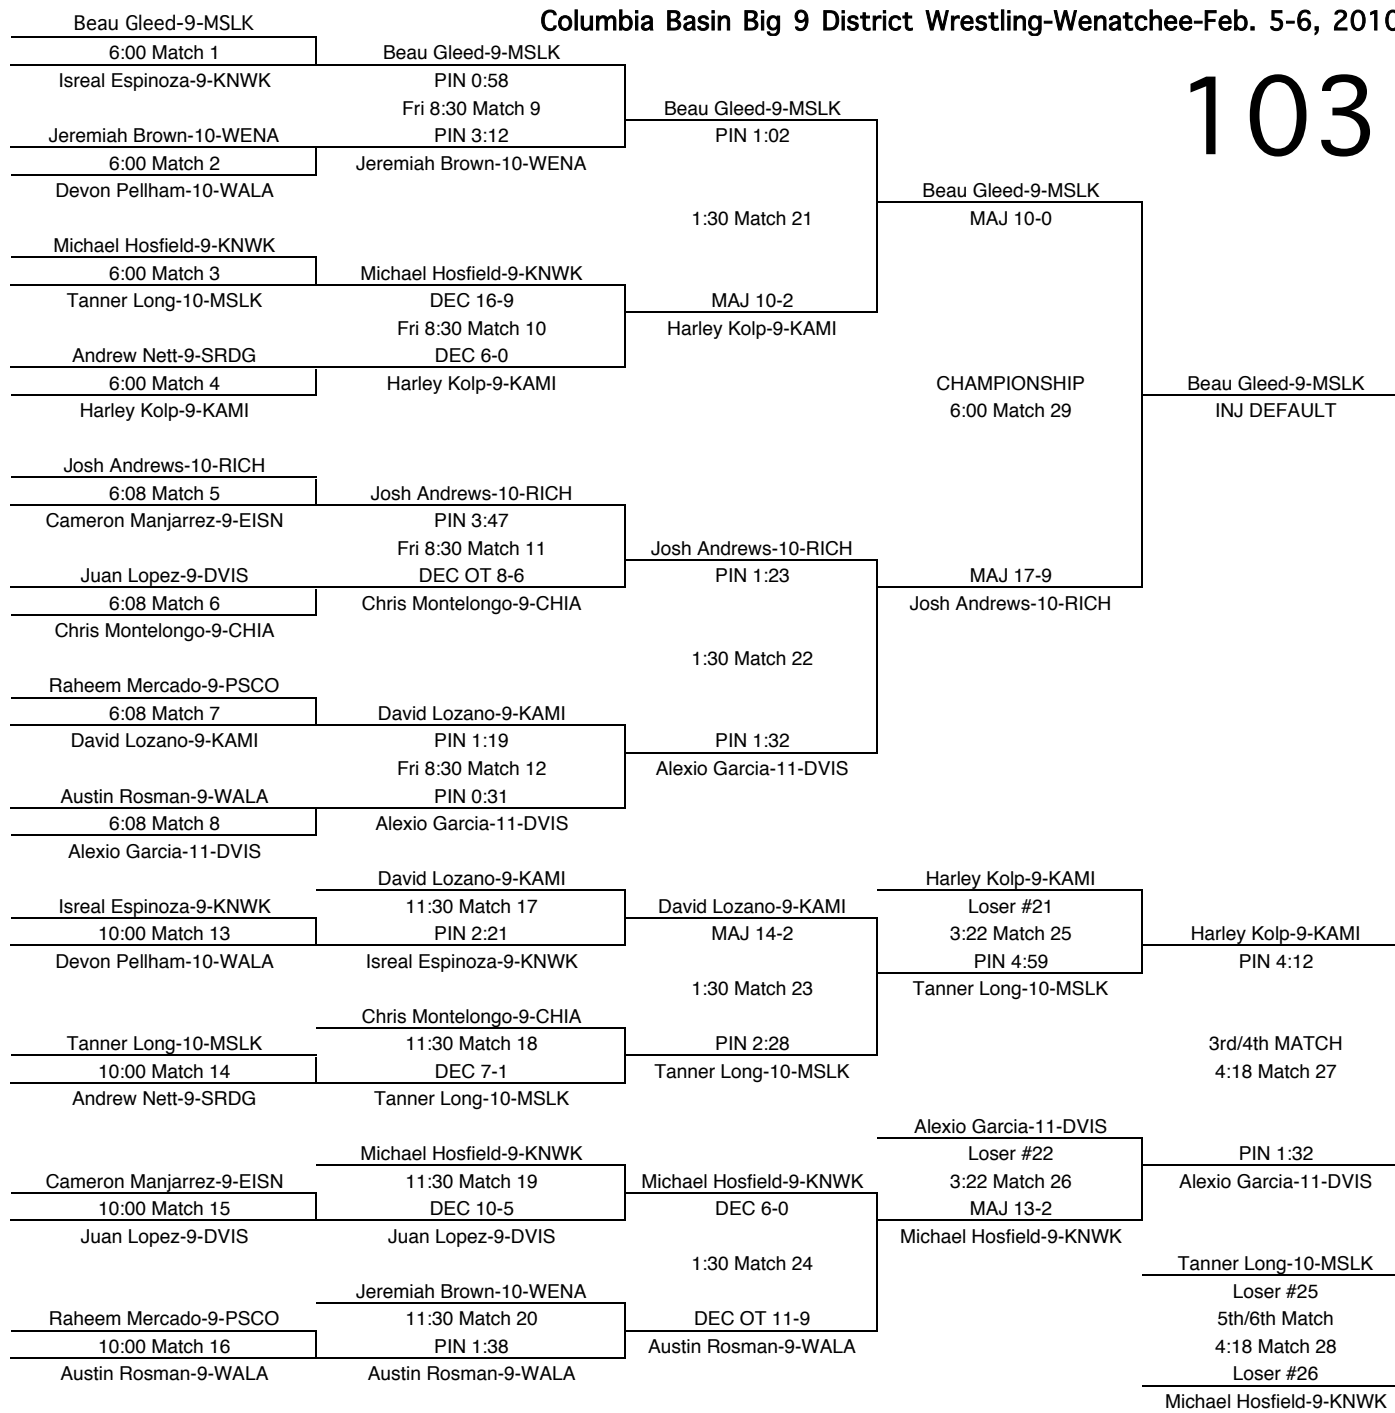 Columbia Basin Big 9 District Wrestling-Wenatchee-Feb. 5-6, 2010
103
Beau Gleed-9-MSLK
6:00 Match 1
Isreal Espinoza-9-KNWK
Jeremiah Brown-10-WENA
6:00 Match 2
Devon Pellham-10-WALA
Michael Hosfield-9-KNWK
6:00 Match 3
Tanner Long-10-MSLK
Andrew Nett-9-SRDG
6:00 Match 4
Harley Kolp-9-KAMI
Josh Andrews-10-RICH
6:08 Match 5
Cameron Manjarrez-9-EISN
Juan Lopez-9-DVIS
6:08 Match 6
Chris Montelongo-9-CHIA
Raheem Mercado-9-PSCO
6:08 Match 7
David Lozano-9-KAMI
Austin Rosman-9-WALA
6:08 Match 8
Alexio Garcia-11-DVIS
Beau Gleed-9-MSLK
PIN 0:58
Fri 8:30 Match 9
PIN 3:12
Jeremiah Brown-10-WENA
Michael Hosfield-9-KNWK
DEC 16-9
Fri 8:30 Match 10
DEC 6-0
Harley Kolp-9-KAMI
Josh Andrews-10-RICH
PIN 3:47
Fri 8:30 Match 11
DEC OT 8-6
Chris Montelongo-9-CHIA
David Lozano-9-KAMI
PIN 1:19
Fri 8:30 Match 12
PIN 0:31
Alexio Garcia-11-DVIS
Beau Gleed-9-MSLK
PIN 1:02
1:30 Match 21
MAJ 10-2
Harley Kolp-9-KAMI
Josh Andrews-10-RICH
PIN 1:23
1:30 Match 22
PIN 1:32
Alexio Garcia-11-DVIS
Beau Gleed-9-MSLK
MAJ 10-0
CHAMPIONSHIP
6:00 Match 29
MAJ 17-9
Josh Andrews-10-RICH
Beau Gleed-9-MSLK
INJ DEFAULT
Isreal Espinoza-9-KNWK
10:00 Match 13
Devon Pellham-10-WALA
Tanner Long-10-MSLK
10:00 Match 14
Andrew Nett-9-SRDG
Cameron Manjarrez-9-EISN
10:00 Match 15
Juan Lopez-9-DVIS
Raheem Mercado-9-PSCO
10:00 Match 16
Austin Rosman-9-WALA
David Lozano-9-KAMI
11:30 Match 17
PIN 2:21
Isreal Espinoza-9-KNWK
Chris Montelongo-9-CHIA
11:30 Match 18
DEC 7-1
Tanner Long-10-MSLK
Michael Hosfield-9-KNWK
11:30 Match 19
DEC 10-5
Juan Lopez-9-DVIS
Jeremiah Brown-10-WENA
11:30 Match 20
PIN 1:38
Austin Rosman-9-WALA
David Lozano-9-KAMI
MAJ 14-2
1:30 Match 23
PIN 2:28
Tanner Long-10-MSLK
Michael Hosfield-9-KNWK
DEC 6-0
1:30 Match 24
DEC OT 11-9
Austin Rosman-9-WALA
Harley Kolp-9-KAMI
Loser #21
3:22 Match 25
PIN 4:59
Tanner Long-10-MSLK
Alexio Garcia-11-DVIS
Loser #22
3:22 Match 26
MAJ 13-2
Michael Hosfield-9-KNWK
Harley Kolp-9-KAMI
PIN 4:12
3rd/4th MATCH
4:18 Match 27
PIN 1:32
Alexio Garcia-11-DVIS
Tanner Long-10-MSLK
Loser #25
5th/6th Match
4:18 Match 28
Loser #26
Michael Hosfield-9-KNWK